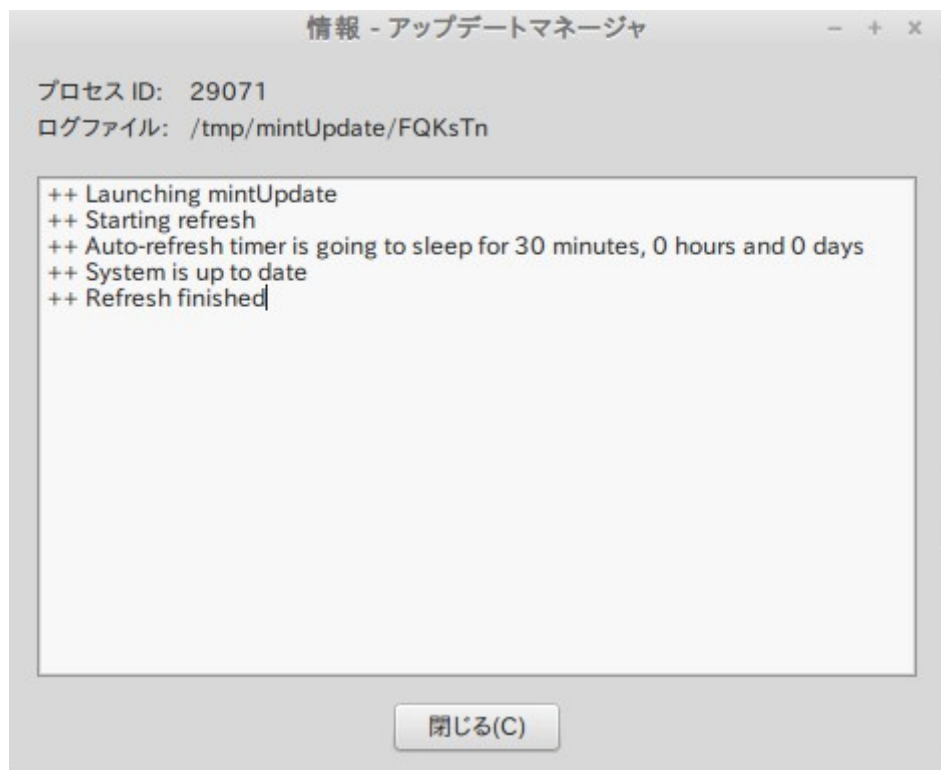 情報 - アップデートマネージャ
プロセス ID: 29071
ログファイル: /tmp/mintUpdate/FQKsTn
++ Launching mintUpdate
++ Starting refresh
++ Auto-refresh timer is going to sleep for 30 minutes, 0 hours and 0 days
++ System is up to date
++ Refresh finished
閉じる(C)